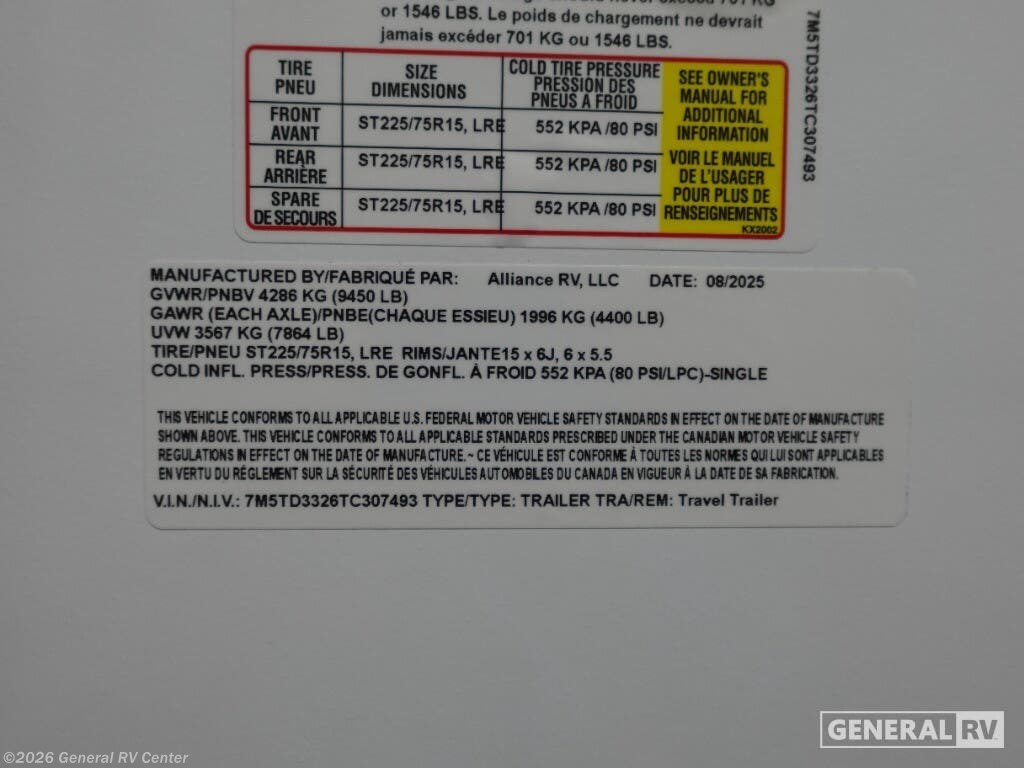 or 1546 LBS. Le poids de chargement ne devrait
jamais excéder 701 KG ou 1546 LBS.
TIRE PNEU SIZE DIMENSIONS COLD TIRE PRESSURE PRESSION DES PNEUS A FROID
FRONT AVANT ST225/75R15, LRE 552 KPA /80 PSI
REAR ARRIÈRE ST225/75R15, LRE 552 KPA /80 PSI
SPARE DE SECOURS ST225/75R15, LRE 552 KPA /80 PSI
SEE OWNER'S
MANUAL FOR
ADDITIONAL
INFORMATION
VOIR LE MANUEL
DE L'USAGER
POUR PLUS DE
RENSEIGNEMENTS
KX2002
7M5TD3326TC307493
MANUFACTURED BY/FABRIQUÉ PAR: Alliance RV, LLC DATE: 08/2025
GVWR/PNBV 4286 KG (9450 LB)
GAWR (EACH AXLE)/PNBE(CHAQUE ESSIEU) 1996 KG (4400 LB)
UVW 3567 KG (7864 LB)
TIRE/PNEU ST225/75R15, LRE RIMS/JANTE15 x 6J, 6 x 5.5
COLD INFL. PRESS/PRESS. DE GONFL. À FROID 552 KPA (80 PSI/LPC)-SINGLE
THIS VEHICLE CONFORMS TO ALL APPLICABLE U.S. FEDERAL MOTOR VEHICLE SAFETY STANDARDS IN EFFECT ON THE DATE OF MANUFACTURE
SHOWN ABOVE. THIS VEHICLE CONFORMS TO ALL APPLICABLE STANDARDS PRESCRIBED UNDER THE CANADIAN MOTOR VEHICLE SAFETY
REGULATIONS IN EFFECT ON THE DATE OF MANUFACTURE.~ CE VÉHICULE EST CONFORME À TOUTES LES NORMES QUI LUI SONT APPLICABLES
EN VERTU DU RÉGLEMENT SUR LA SÉCURITÉ DES VÉHICULES AUTOMOBILES DU CANADA EN VIGUEUR À LA DATE DE SA FABRICATION.
V.I.N./N.I.V.: 7M5TD3326TC307493 TYPE/TYPE: TRAILER TRA/REM: Travel Trailer
GENERAL RV
©2026 General RV Center